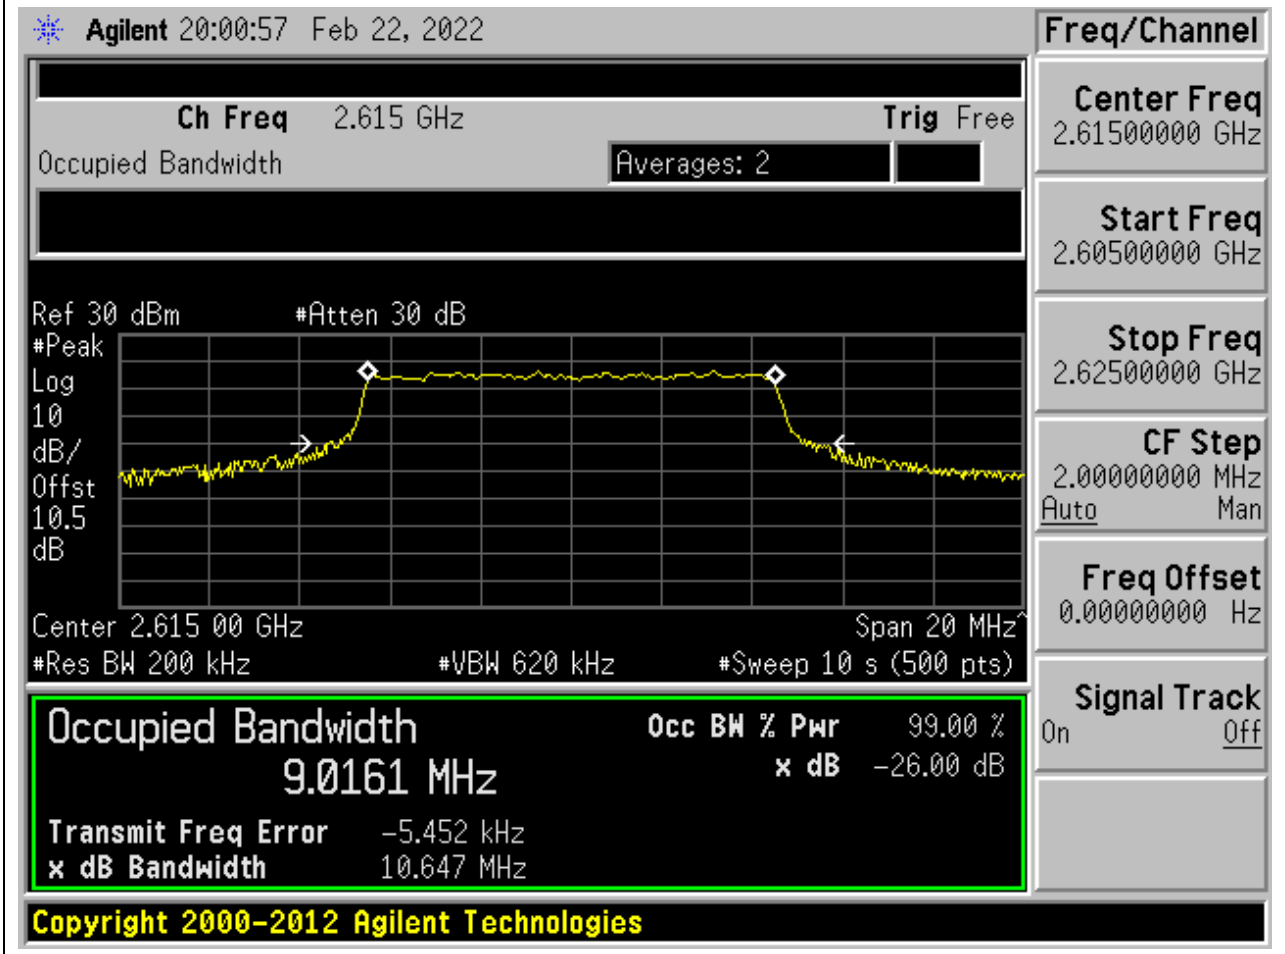 Agilent 20:00:57 Feb 22, 2022
Freq/Channel
Ch Freq 2.615 GHz Trig Free
Occupied Bandwidth Averages: 2
Ref 30 dBm #Atten 30 dB
#Peak
Log
10
dB/
Offst
10.5
dB
Center 2.615 00 GHz Span 20 MHz^
#Res BW 200 kHz #VBW 620 kHz #Sweep 10 s (500 pts)
Occupied Bandwidth Occ BW % Pwr 99.00 %
9.0161 MHz x dB -26.00 dB
Transmit Freq Error -5.452 kHz
x dB Bandwidth 10.647 MHz
Center Freq
2.61500000 GHz
Start Freq
2.60500000 GHz
Stop Freq
2.62500000 GHz
CF Step
2.00000000 MHz
Auto Man
Freq Offset
0.00000000 Hz
Signal Track
On Off
Copyright 2000-2012 Agilent Technologies